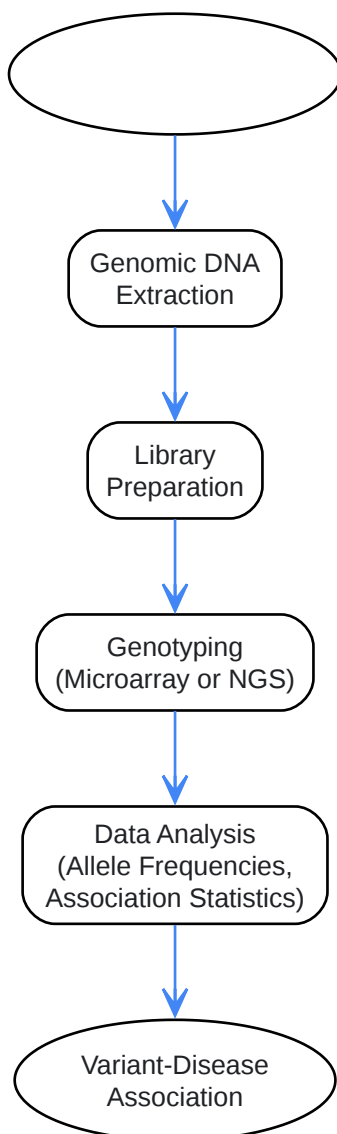 Genomic DNA
Extraction
Library
Preparation
Genotyping
(Microarray or NGS)
Data Analysis
(Allele Frequencies,
Association Statistics)
Variant-Disease
Association